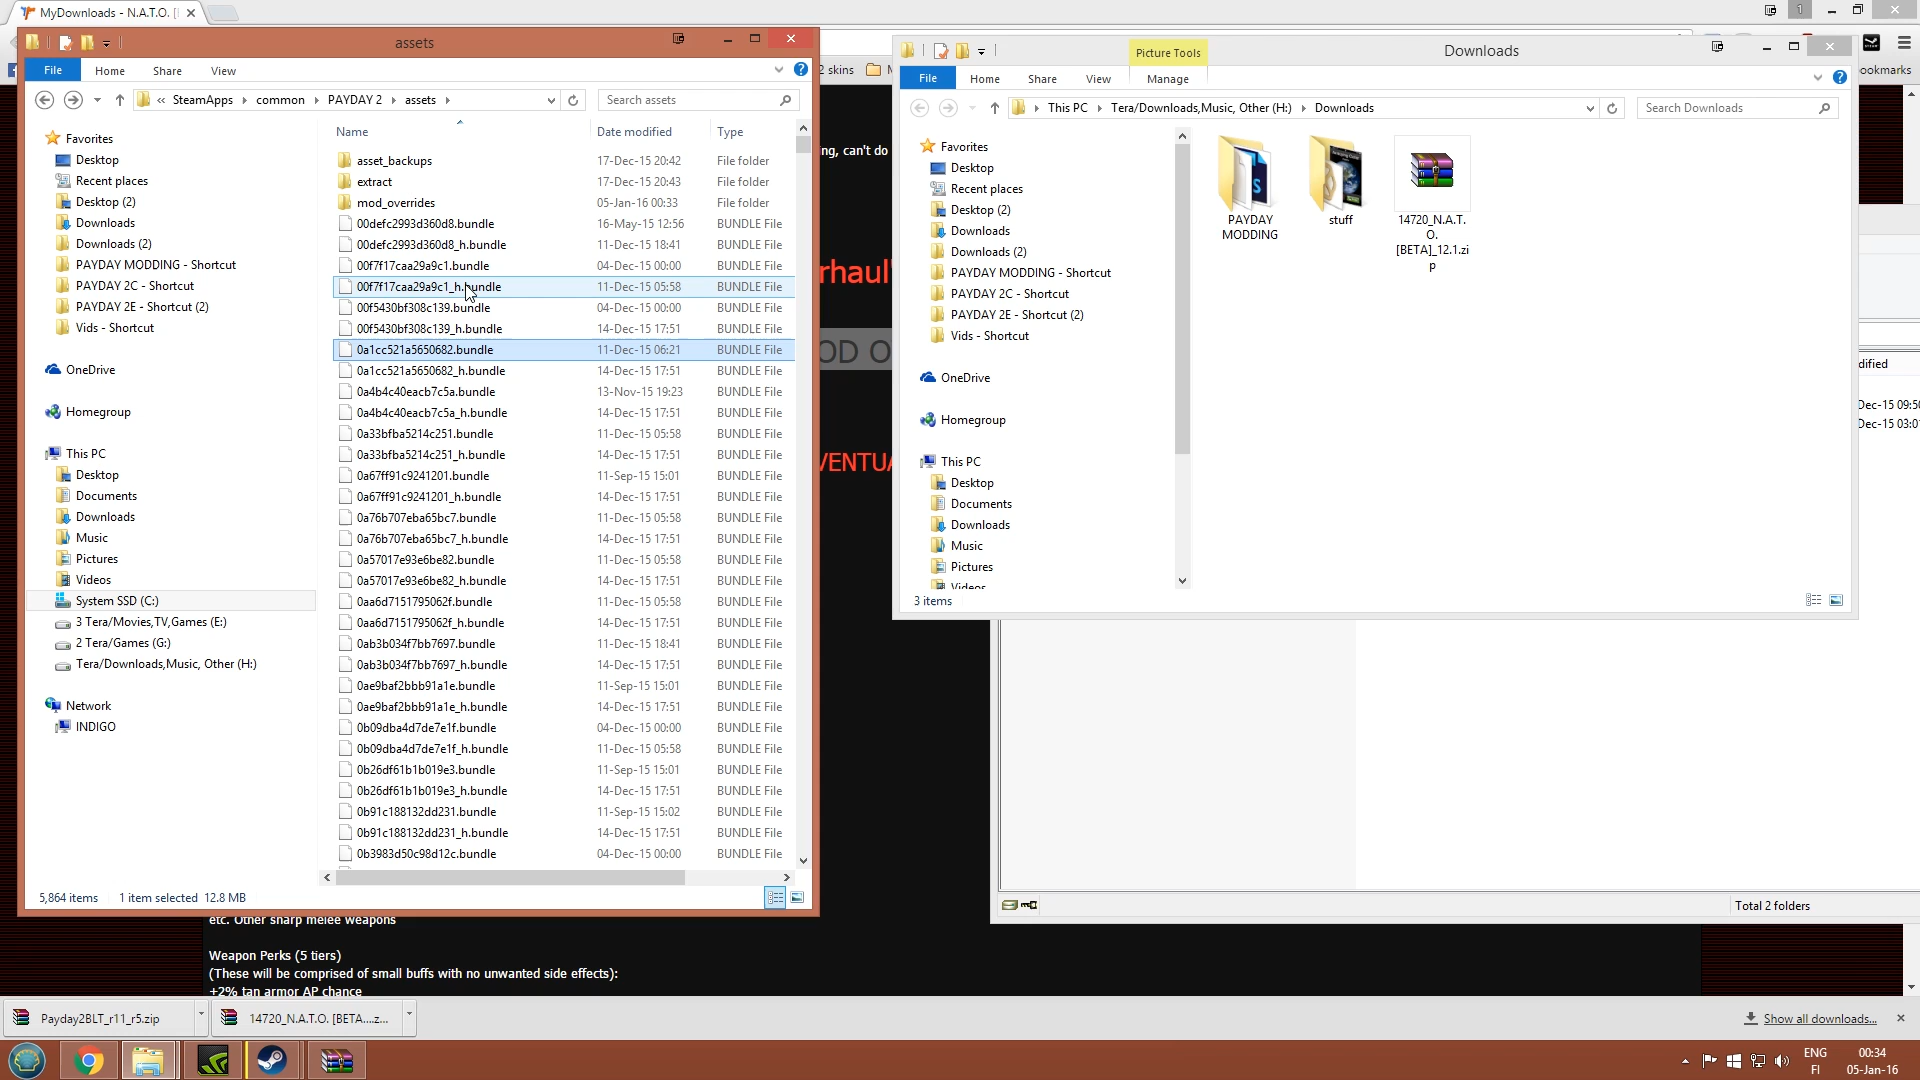 MyDownloads - N.A.T.O. [
1
assets
File
Home
Share
View
«
SteamApps
common
PAYDAY 2
assets
Search assets
Name
Date modified
Type
Favorites
Desktop
Recent places
Desktop (2)
Downloads
Downloads (2)
PAYDAY MODDING - Shortcut
PAYDAY 2C - Shortcut
PAYDAY 2E - Shortcut (2)
Vids - Shortcut
OneDrive
Homegroup
This PC
Desktop
Documents
Downloads
Music
Pictures
Videos
System SSD (C:)
3 Tera/Movies,TV,Games (E:)
2 Tera/Games (G:)
Tera/Downloads,Music, Other (H:)
Network
INDIGO
asset_backups 17-Dec-15 20:42 File folder
extract 17-Dec-15 20:43 File folder
mod_overrides 05-Jan-16 00:33 File folder
00defc2993d360d8.bundle 16-May-15 12:56 BUNDLE File
00defc2993d360d8_h.bundle 11-Dec-15 18:41 BUNDLE File
00f7f17caa29a9c1.bundle 04-Dec-15 00:00 BUNDLE File
00f7f17caa29a9c1_h.bundle 11-Dec-15 05:58 BUNDLE File
00f5430bf308c139.bundle 04-Dec-15 00:00 BUNDLE File
00f5430bf308c139_h.bundle 14-Dec-15 17:51 BUNDLE File
0a1cc521a5650682.bundle 11-Dec-15 06:21 BUNDLE File
0a1cc521a5650682_h.bundle 14-Dec-15 17:51 BUNDLE File
0a4b4c40eacb7c5a.bundle 13-Nov-15 19:23 BUNDLE File
0a4b4c40eacb7c5a_h.bundle 14-Dec-15 17:51 BUNDLE File
0a33bfba5214c251.bundle 11-Dec-15 05:58 BUNDLE File
0a33bfba5214c251_h.bundle 14-Dec-15 17:51 BUNDLE File
0a67ff91c9241201.bundle 11-Sep-15 15:01 BUNDLE File
0a67ff91c9241201_h.bundle 14-Dec-15 17:51 BUNDLE File
0a76b707eba65bc7.bundle 11-Dec-15 05:58 BUNDLE File
0a76b707eba65bc7_h.bundle 14-Dec-15 17:51 BUNDLE File
0a57017e93e6be82.bundle 11-Dec-15 05:58 BUNDLE File
0a57017e93e6be82_h.bundle 14-Dec-15 17:51 BUNDLE File
0aa6d7151795062f.bundle 11-Dec-15 05:58 BUNDLE File
0aa6d7151795062f_h.bundle 14-Dec-15 17:51 BUNDLE File
0ab3b034f7bb7697.bundle 11-Dec-15 18:41 BUNDLE File
0ab3b034f7bb7697_h.bundle 14-Dec-15 17:51 BUNDLE File
0ae9baf2bbb91a1e.bundle 11-Sep-15 15:01 BUNDLE File
0ae9baf2bbb91a1e_h.bundle 14-Dec-15 17:51 BUNDLE File
0b09dba4d7de7e1f.bundle 04-Dec-15 00:00 BUNDLE File
0b09dba4d7de7e1f_h.bundle 11-Dec-15 05:58 BUNDLE File
0b26df61b1b019e3.bundle 11-Sep-15 15:01 BUNDLE File
0b26df61b1b019e3_h.bundle 14-Dec-15 17:51 BUNDLE File
0b91c188132dd231.bundle 11-Sep-15 15:02 BUNDLE File
0b91c188132dd231_h.bundle 14-Dec-15 17:51 BUNDLE File
0b3983d50c98d12c.bundle 04-Dec-15 00:00 BUNDLE File
5,864 items 1 item selected 12.8 MB
2 skins
ng, can't do
rhaul'
OD O
VENTUA
Picture Tools
Downloads
File
Home
Share
View
Manage
This PC
Tera/Downloads,Music, Other (H:)
Downloads
Search Downloads
Favorites
Desktop
Recent places
Desktop (2)
Downloads
Downloads (2)
PAYDAY MODDING - Shortcut
PAYDAY 2C - Shortcut
PAYDAY 2E - Shortcut (2)
Vids - Shortcut
OneDrive
Homegroup
This PC
Desktop
Documents
Downloads
Music
Pictures
Videos
PAYDAY
MODDING
stuff
14720_N.A.T.
O.
[BETA]_12.1.zi
p
3 items
ookmarks
dified
Dec-15 09:50
Dec-15 03:01
Total 2 folders
etc. Other sharp melee weapons
Weapon Perks (5 tiers)
(These will be comprised of small buffs with no unwanted side effects):
+2% tan armor AP chance
Payday2BLT_r11_r5.zip
14720_N.A.T.O. [BETA....z...
Show all downloads...
ENG
FI
00:34
05-Jan-16